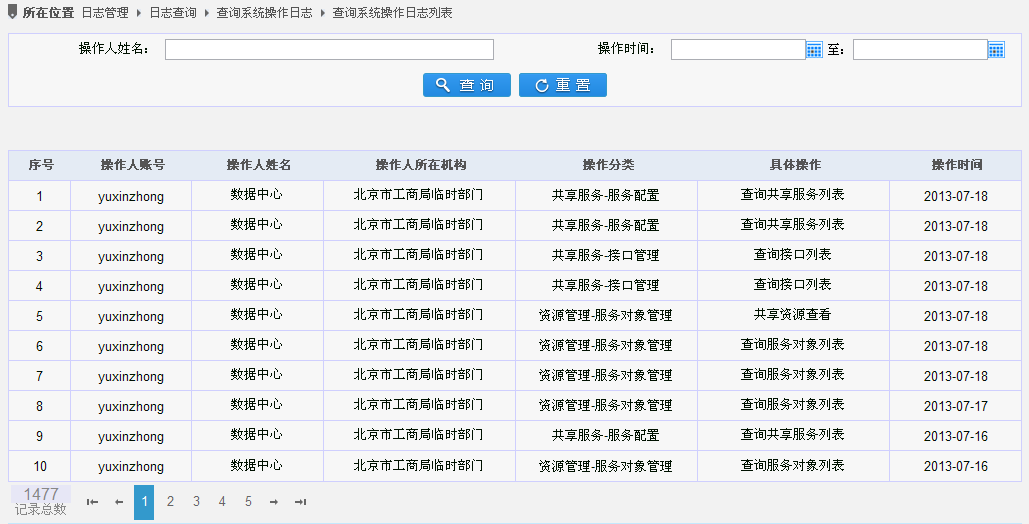 所在位置 日志管理 日志查询 查询系统操作日志 查询系统操作日志列表
操作人姓名： 操作时间： 至：
查 询 重 置
序号 操作人账号 操作人姓名 操作人所在机构 操作分类 具体操作 操作时间
1 yuxinzhong 数据中心 北京市工商局临时部门 共享服务-服务配置 查询共享服务列表 2013-07-18
2 yuxinzhong 数据中心 北京市工商局临时部门 共享服务-服务配置 查询共享服务列表 2013-07-18
3 yuxinzhong 数据中心 北京市工商局临时部门 共享服务-接口管理 查询接口列表 2013-07-18
4 yuxinzhong 数据中心 北京市工商局临时部门 共享服务-接口管理 查询接口列表 2013-07-18
5 yuxinzhong 数据中心 北京市工商局临时部门 资源管理-服务对象管理 共享资源查看 2013-07-18
6 yuxinzhong 数据中心 北京市工商局临时部门 资源管理-服务对象管理 查询服务对象列表 2013-07-18
7 yuxinzhong 数据中心 北京市工商局临时部门 资源管理-服务对象管理 查询服务对象列表 2013-07-18
8 yuxinzhong 数据中心 北京市工商局临时部门 资源管理-服务对象管理 查询服务对象列表 2013-07-17
9 yuxinzhong 数据中心 北京市工商局临时部门 共享服务-服务配置 查询共享服务列表 2013-07-16
10 yuxinzhong 数据中心 北京市工商局临时部门 资源管理-服务对象管理 查询服务对象列表 2013-07-16
1477
记录总数 1 2 3 4 5